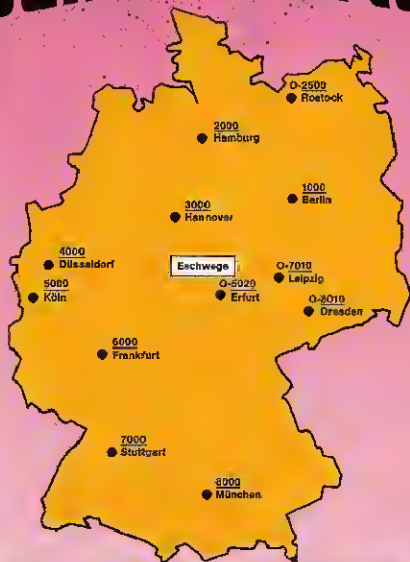 O-2500
Rostock
2000
Hamburg
1000
Berlin
3000
Hannover
4000
Düsseldorf
Eschwege
O-7010
Leipzig
5000
Köln
O-5020
Erfurt
O-8010
Dresden
6000
Frankfurt
7000
Stuttgart
8000
München